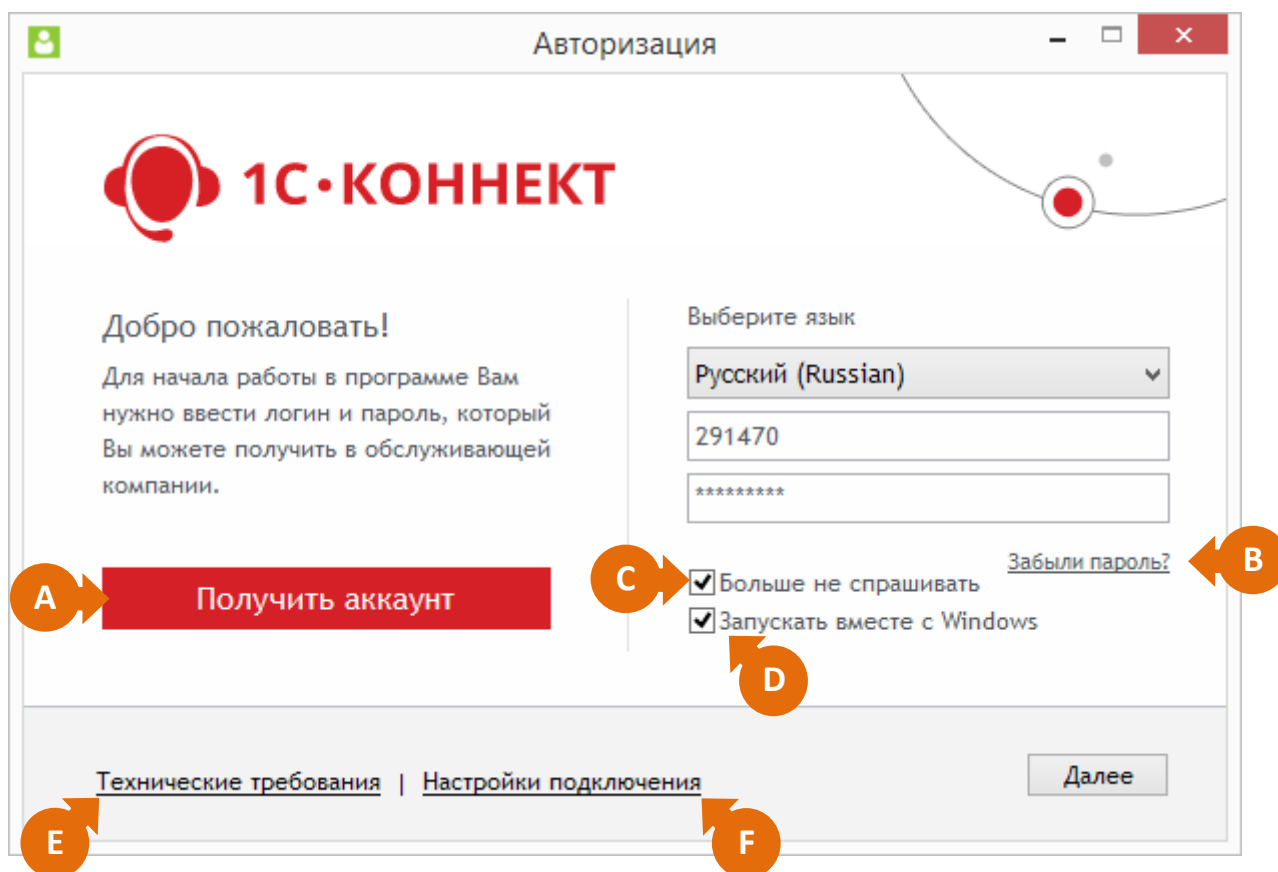 Авторизация
1С•КОННЕКТ
Добро пожаловать!
Для начала работы в программе Вам
нужно ввести логин и пароль, который
Вы можете получить в обслуживающей
компании.
A
Получить аккаунт
Выберите язык
Русский (Russian)
291470
*********
Забыли пароль?
B
C
Больше не спрашивать
Запускать вместе с Windows
D
Технические требования | Настройки подключения
Далее
E
F